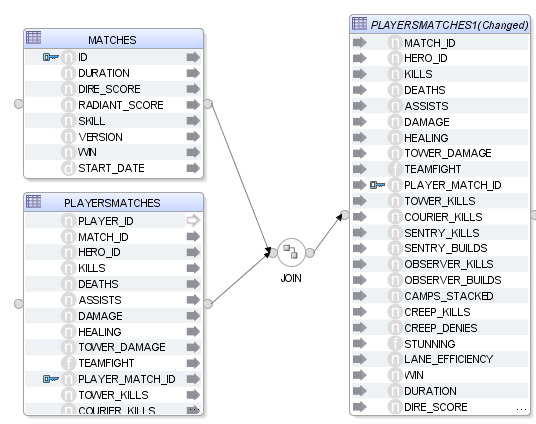 MATCHES
ID
DURATION
DIRE_SCORE
RADIANT_SCORE
SKILL
VERSION
WIN
START_DATE
PLAYERSMATCHES
PLAYER_ID
MATCH_ID
HERO_ID
KILLS
DEATHS
ASSISTS
DAMAGE
HEALING
TOWER_DAMAGE
TEAMFIGHT
PLAYER_MATCH_ID
TOWER_KILLS
COURIER_KILLS
JOIN
PLAYERSMATCHES1(Changed)
MATCH_ID
HERO_ID
KILLS
DEATHS
ASSISTS
DAMAGE
HEALING
TOWER_DAMAGE
TEAMFIGHT
PLAYER_MATCH_ID
TOWER_KILLS
COURIER_KILLS
SENTRY_KILLS
SENTRY_BUILDS
OBSERVER_KILLS
OBSERVER_BUILDS
CAMPS_STACKED
CREEP_KILLS
CREEP_DENIES
STUNNING
LANE_EFFICIENCY
WIN
DURATION
DIRE_SCORE ...